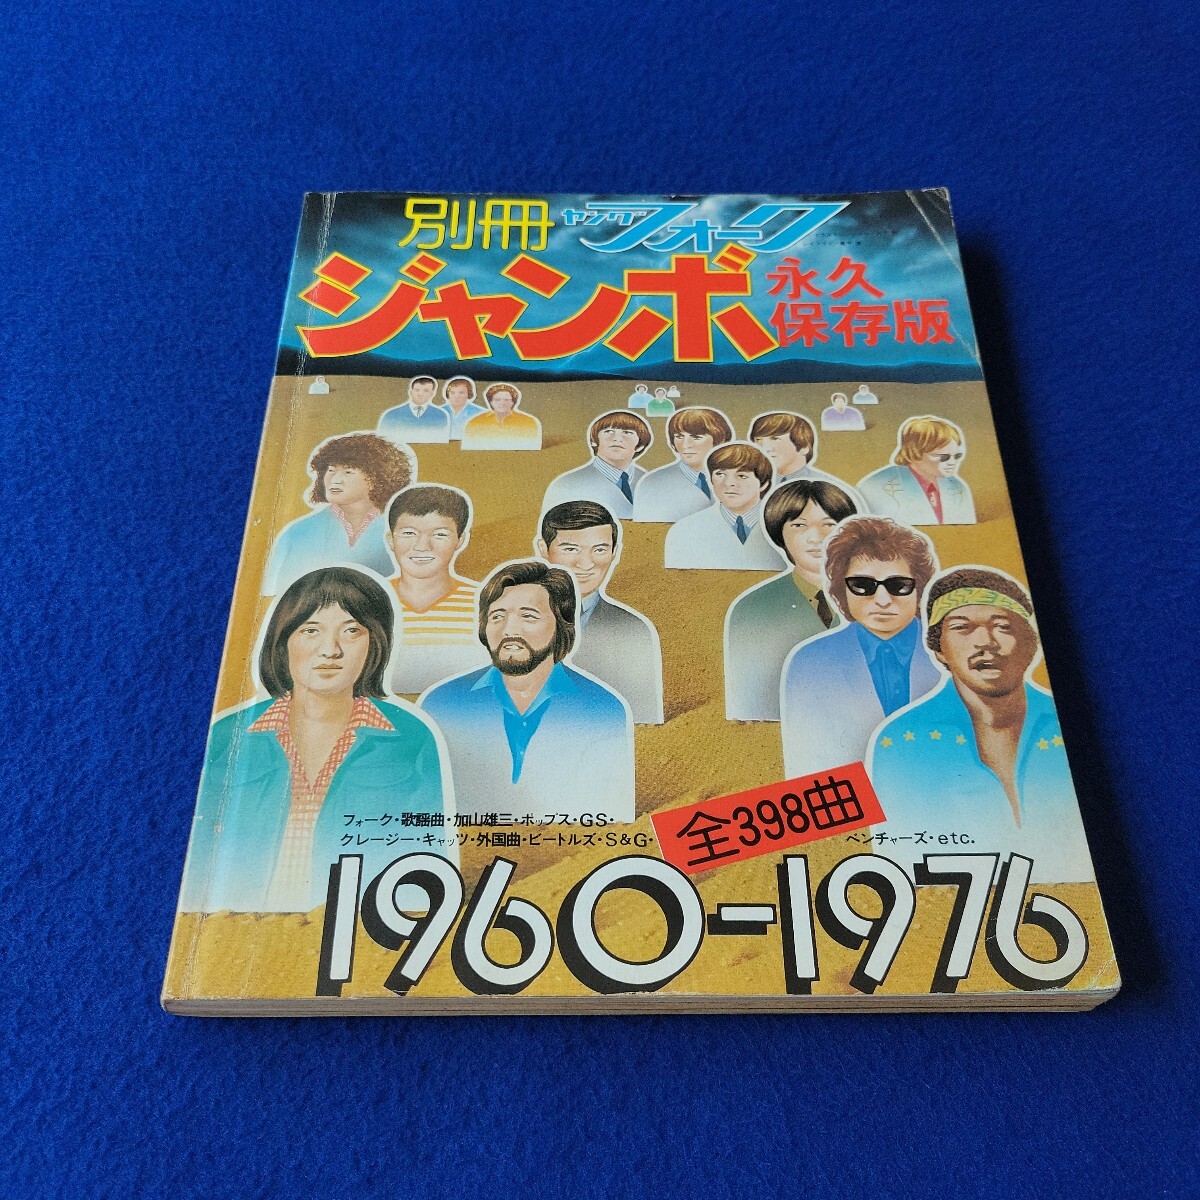 別冊 ヤングフォーク
ジャンボ 永久
保存版
フォーク・歌謡曲・加山雄三・ポップス・GS・
クレージー・キャッツ・外国曲・ビートルズ・S&G・
全398曲
ベンチャーズ・etc.
1960-1976